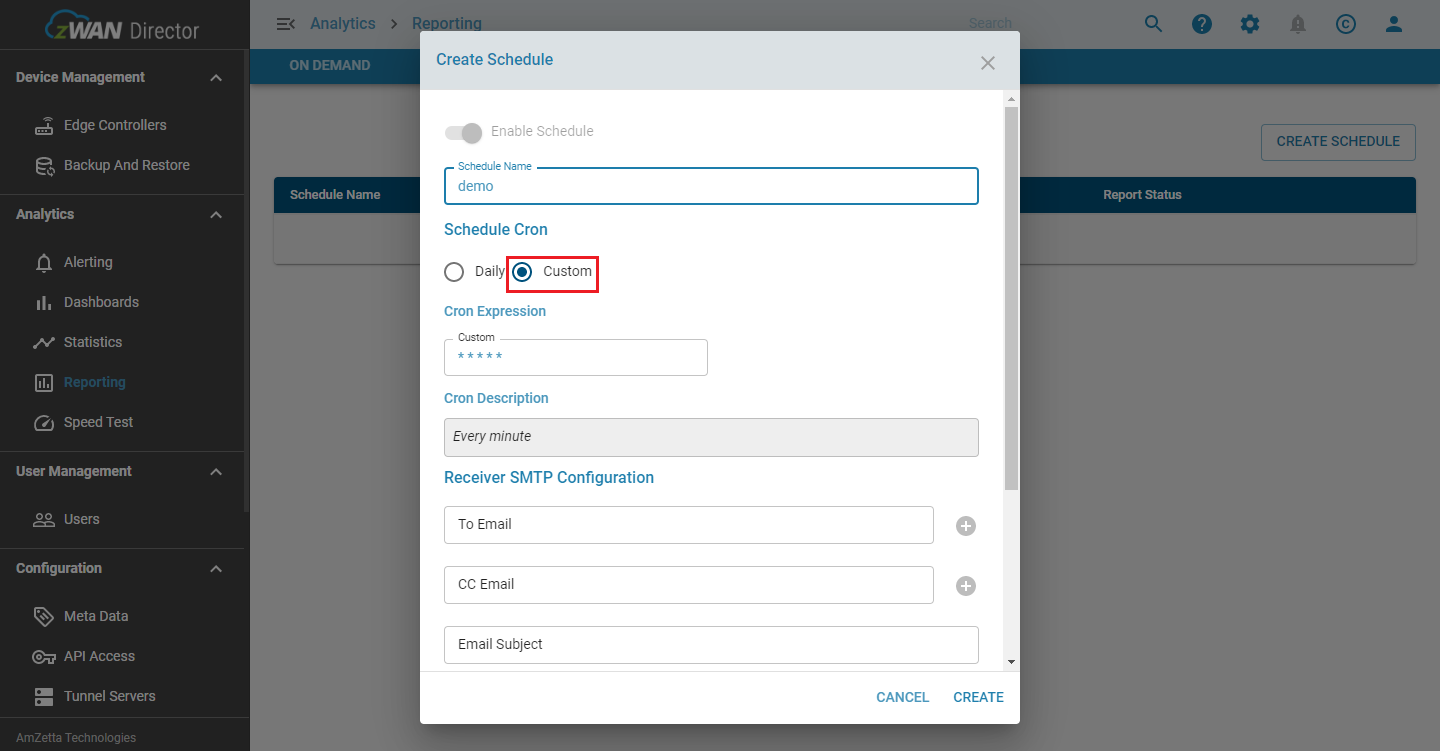 zWAN Director
Analytics > Reporting
Search
Device Management
Edge Controllers
Backup And Restore
Analytics
Alerting
Dashboards
Statistics
Reporting
Speed Test
User Management
Users
Configuration
Meta Data
API Access
Tunnel Servers
AmZetta Technologies
ON DEMAND
CREATE SCHEDULE
Schedule Name
Report Status
Create Schedule
Enable Schedule
Schedule Name
demo
Schedule Cron
Daily Custom
Cron Expression
Custom
* * * * *
Cron Description
Every minute
Receiver SMTP Configuration
To Email
CC Email
Email Subject
CANCEL CREATE